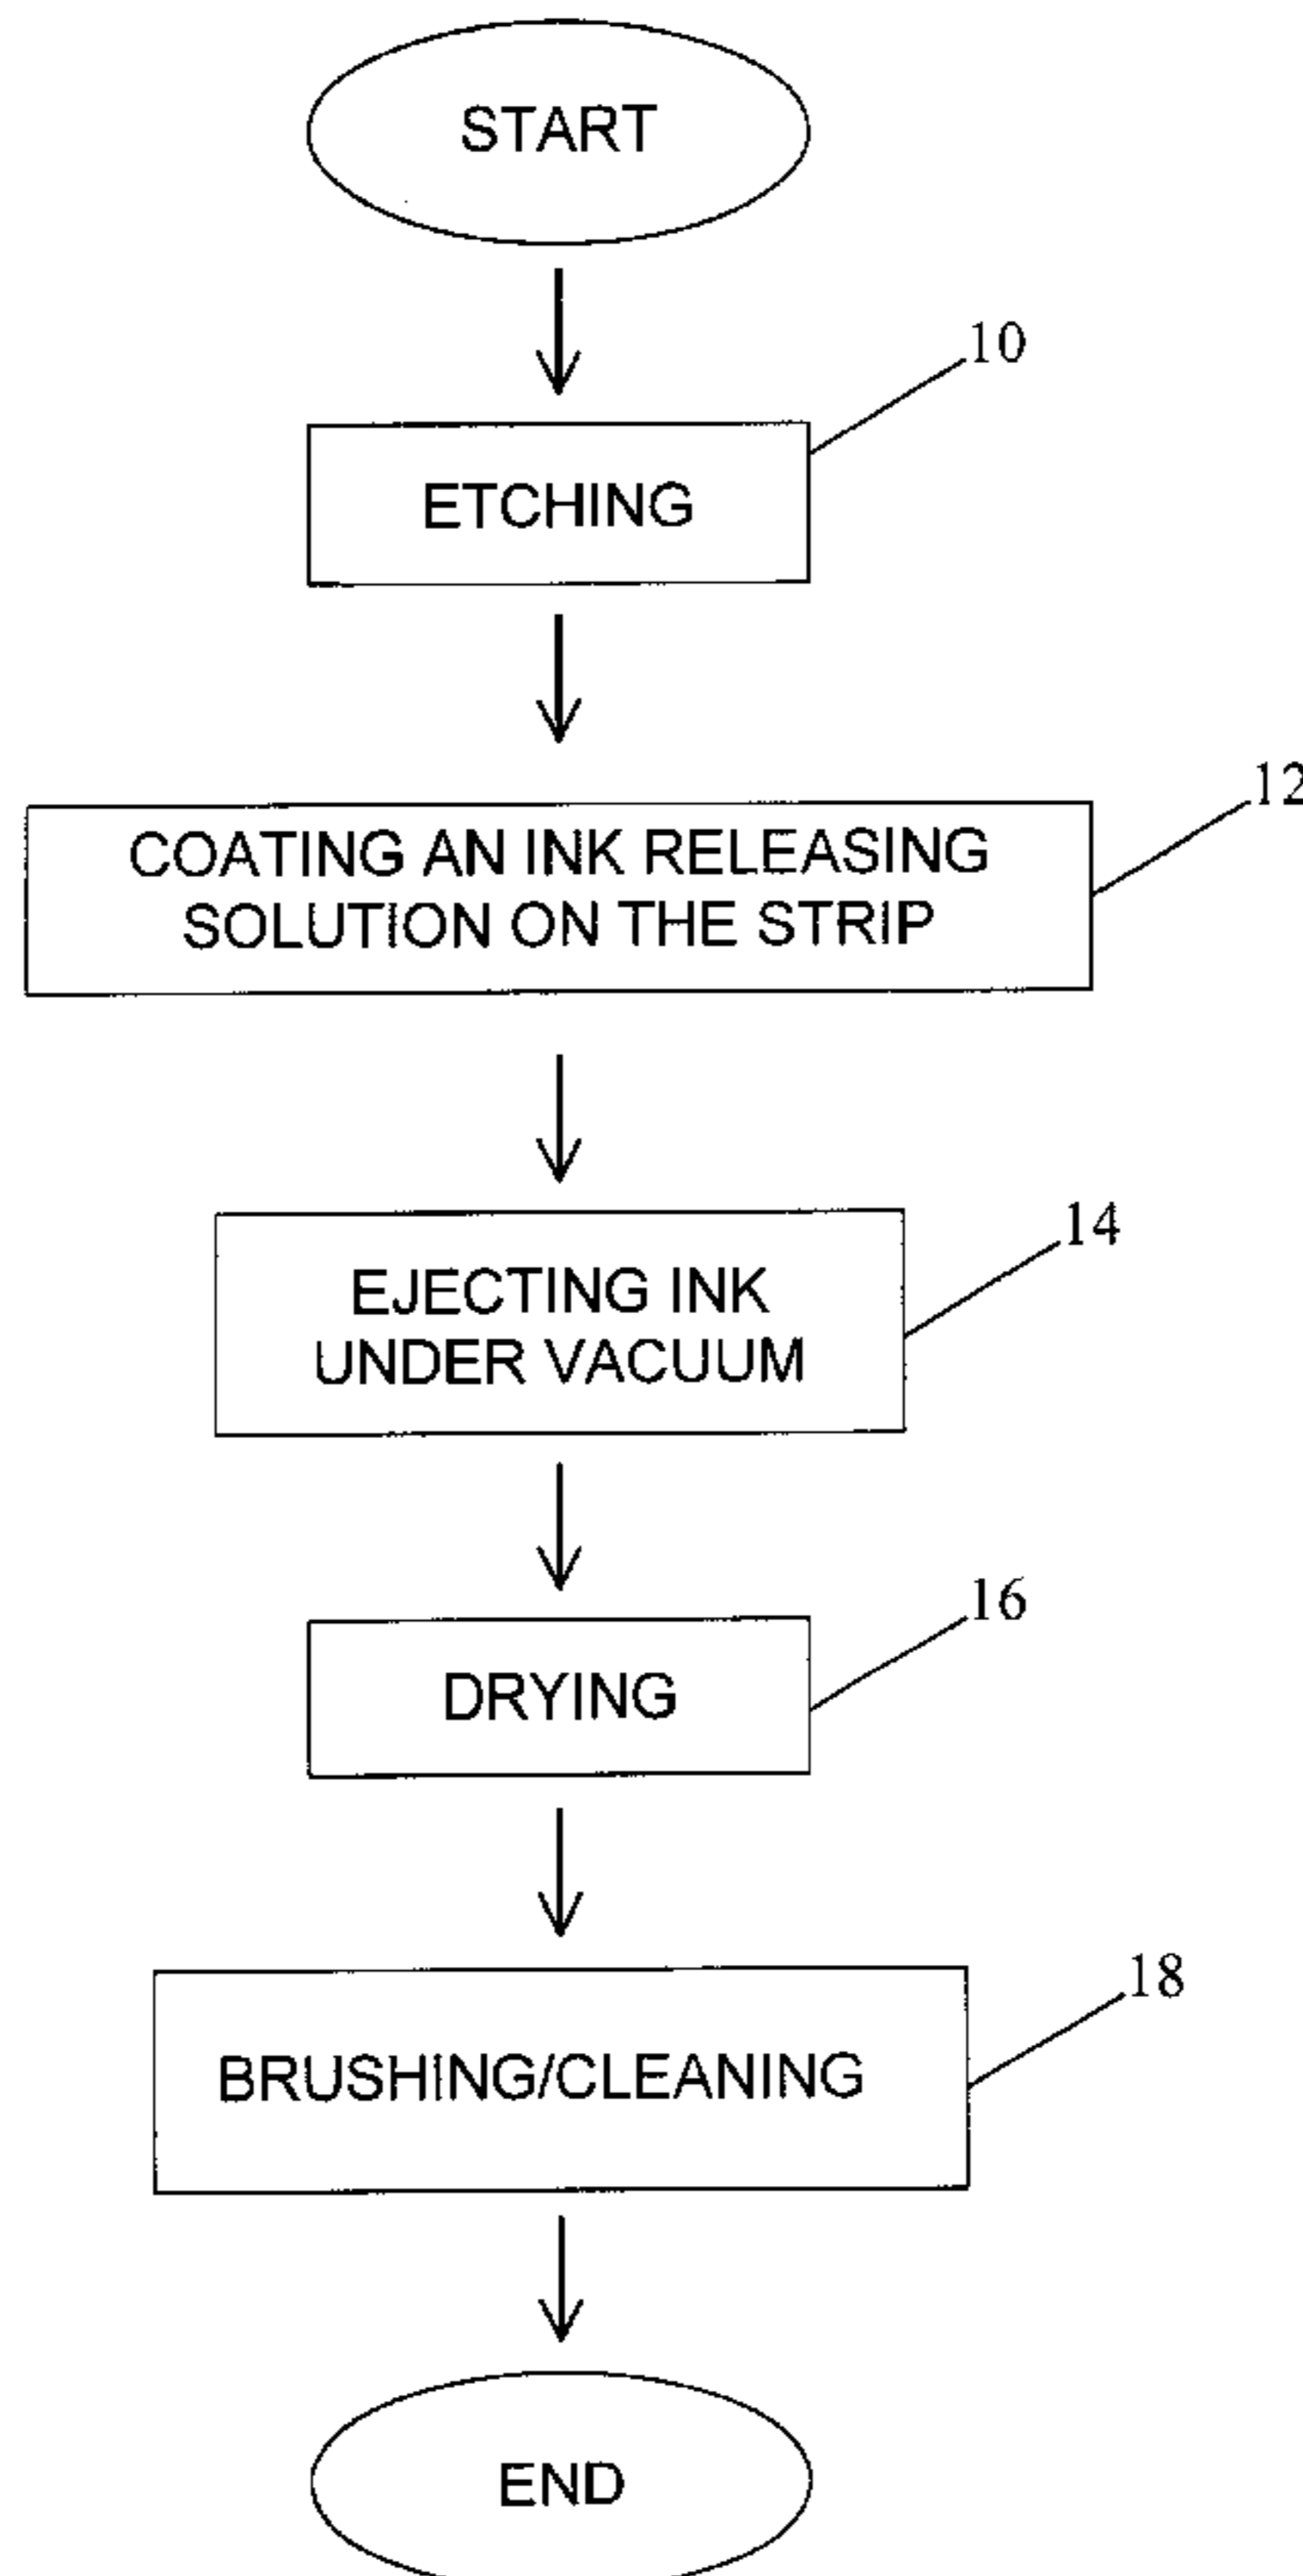 START
10
ETCHING
12
COATING AN INK RELEASING
SOLUTION ON THE STRIP
14
EJECTING INK
UNDER VACUUM
16
DRYING
18
BRUSHING/CLEANING
END